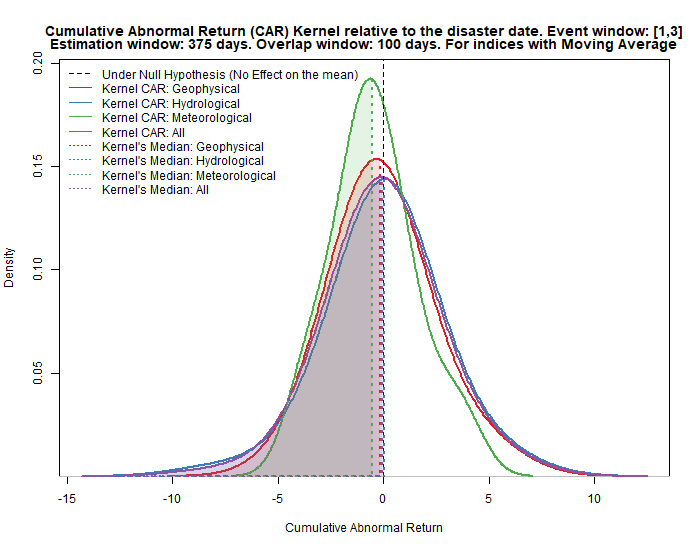 Cumulative Abnormal Return (CAR) Kernel relative to the disaster date. Event window: [1,3]
Estimation window: 375 days. Overlap window: 100 days. For indices with Moving Average
Under Null Hypothesis (No Effect on the mean)
Kernel CAR: Geophysical
Kernel CAR: Hydrological
Kernel CAR: Meteorological
Kernel CAR: All
Kernel's Median: Geophysical
Kernel's Median: Hydrological
Kernel's Median: Meteorological
Kernel's Median: All
Density
0.20
0.15
0.10
0.05
-15 -10 -5 0 5 10
Cumulative Abnormal Return